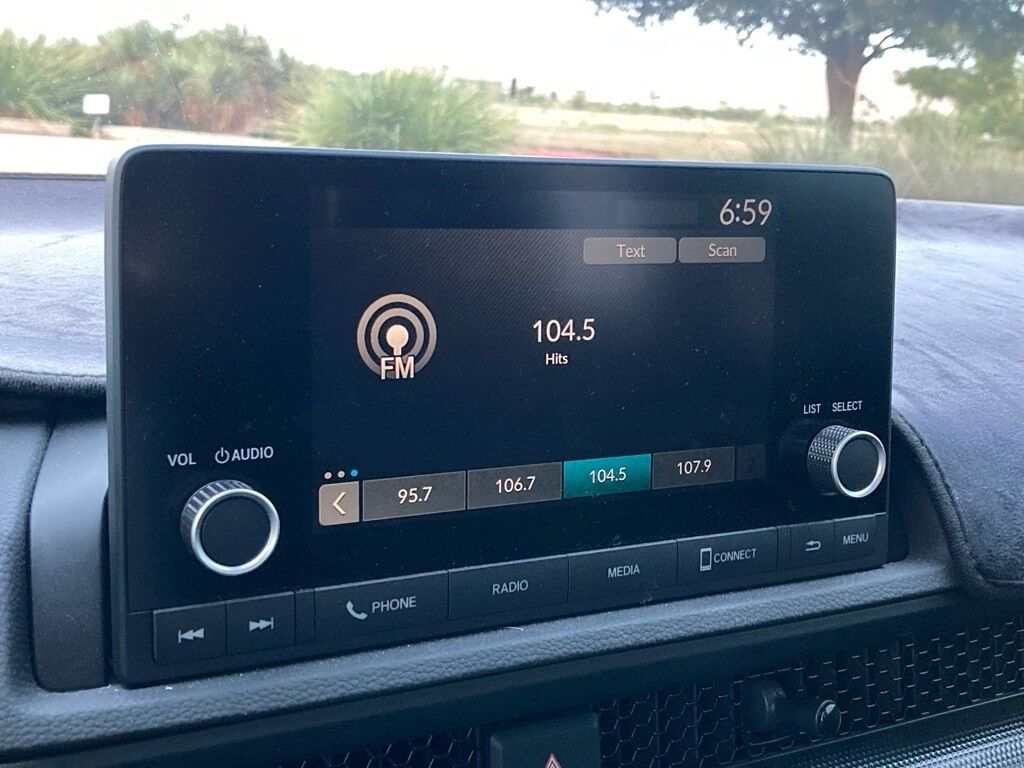 6:59
Text Scan
104.5
FM
Hits
LIST SELECT
VOL AUDIO
95.7 106.7 104.5 107.9
PHONE RADIO MEDIA CONNECT MENU